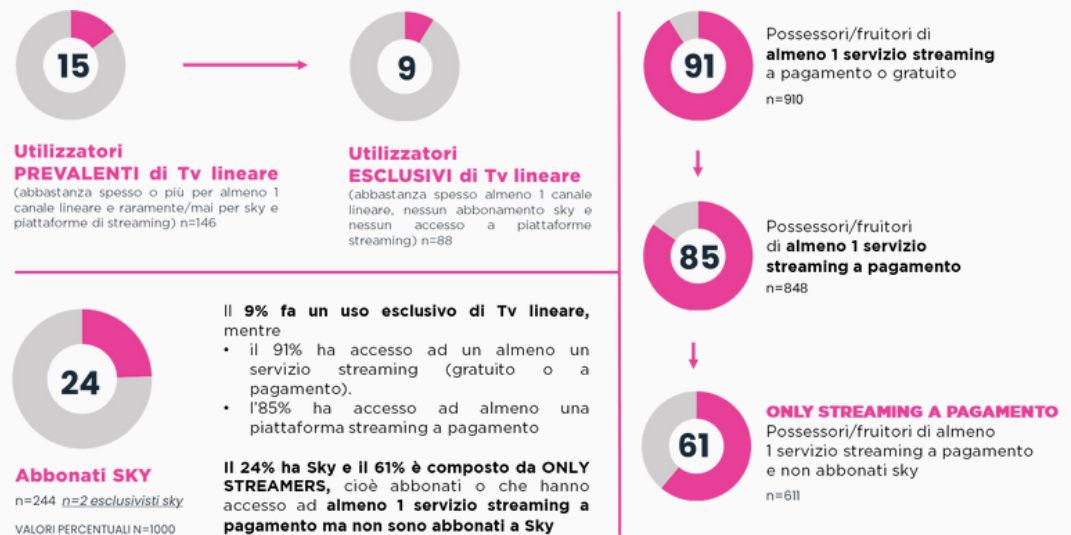 15
Utilizzatori
PREVALENTI di Tv lineare
(abbastanza spesso o più per almeno 1
canale lineare e raramente/mai per sky e
piattaforme di streaming) n=146
9
Utilizzatori
ESCLUSIVI di Tv lineare
(abbastanza spesso almeno 1 canale
lineare, nessun abbonamento sky e
nessun accesso a piattaforme
streaming) n=88
24
Abbonati SKY
n=244 n=2 esclusivisti sky
VALORI PERCENTUALI N=1000
Il 9% fa un uso esclusivo di Tv lineare,
mentre
• il 91% ha accesso ad un almeno un
servizio streaming (gratuito o a
pagamento).
• l'85% ha accesso ad almeno una
piattaforma streaming a pagamento
Il 24% ha Sky e il 61% è composto da ONLY
STREAMERS, cioè abbonati o che hanno
accesso ad almeno 1 servizio streaming a
pagamento ma non sono abbonati a Sky
91
Possessori/fruitori di
almeno 1 servizio streaming
a pagamento o gratuito
n=910
85
Possessori/fruitori
di almeno 1 servizio
streaming a pagamento
n=848
61
ONLY STREAMING A PAGAMENTO
Possessori/fruitori di almeno
1 servizio streaming a pagamento
e non abbonati sky
n=611